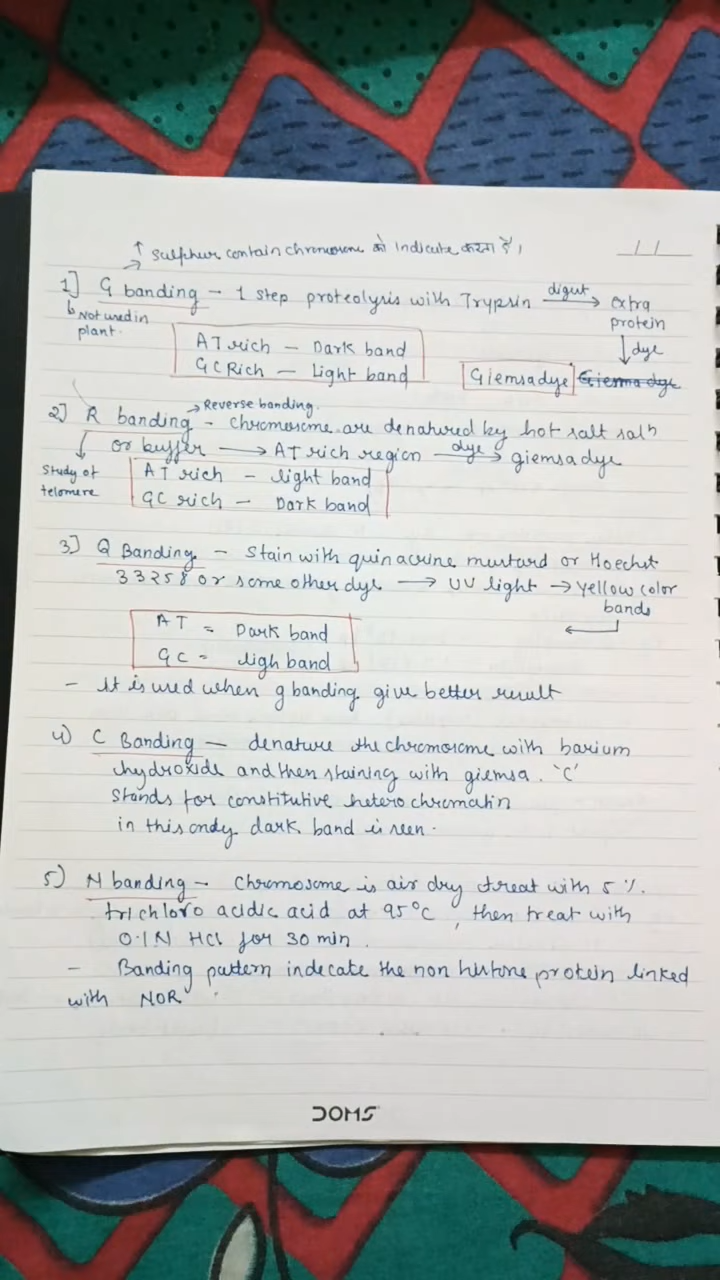 ↑ sulphur contain chromosome को indicate करता है।
/ /
1] G banding - 1 step proteolysis with Trypsin digest → extra protein
↳ Not used in plant.
↓ dye
AT rich - Dark band
GC Rich - Light band
Giemsa dye
2] R banding → Reverse banding.
- chromosome are denatured by hot salt salⁿ
or buffer → AT rich region dye → giemsa dye
↓ Study of telomere
AT rich - light band
GC rich - Dark band
3] Q Banding - Stain with quinacrine mustard or Hoechst
33258 or some other dye → UV light → yellow color
bands
AT = Dark band
GC = ligh band
- It is used when g banding give better result
4) C Banding - denature the chromosome with barium
hydroxide and then staining with giemsa. 'C'
Stands for constitutive hetero chromatin
in this ondy dark band is seen.
5) N banding - Chromosome is air dry treat with 5 %.
trichloro acidic acid at 95°C, then treat with
0.1 N HCl for 30 min.
- Banding pattern indecate the non histone protein linked
with NOR
DOMS